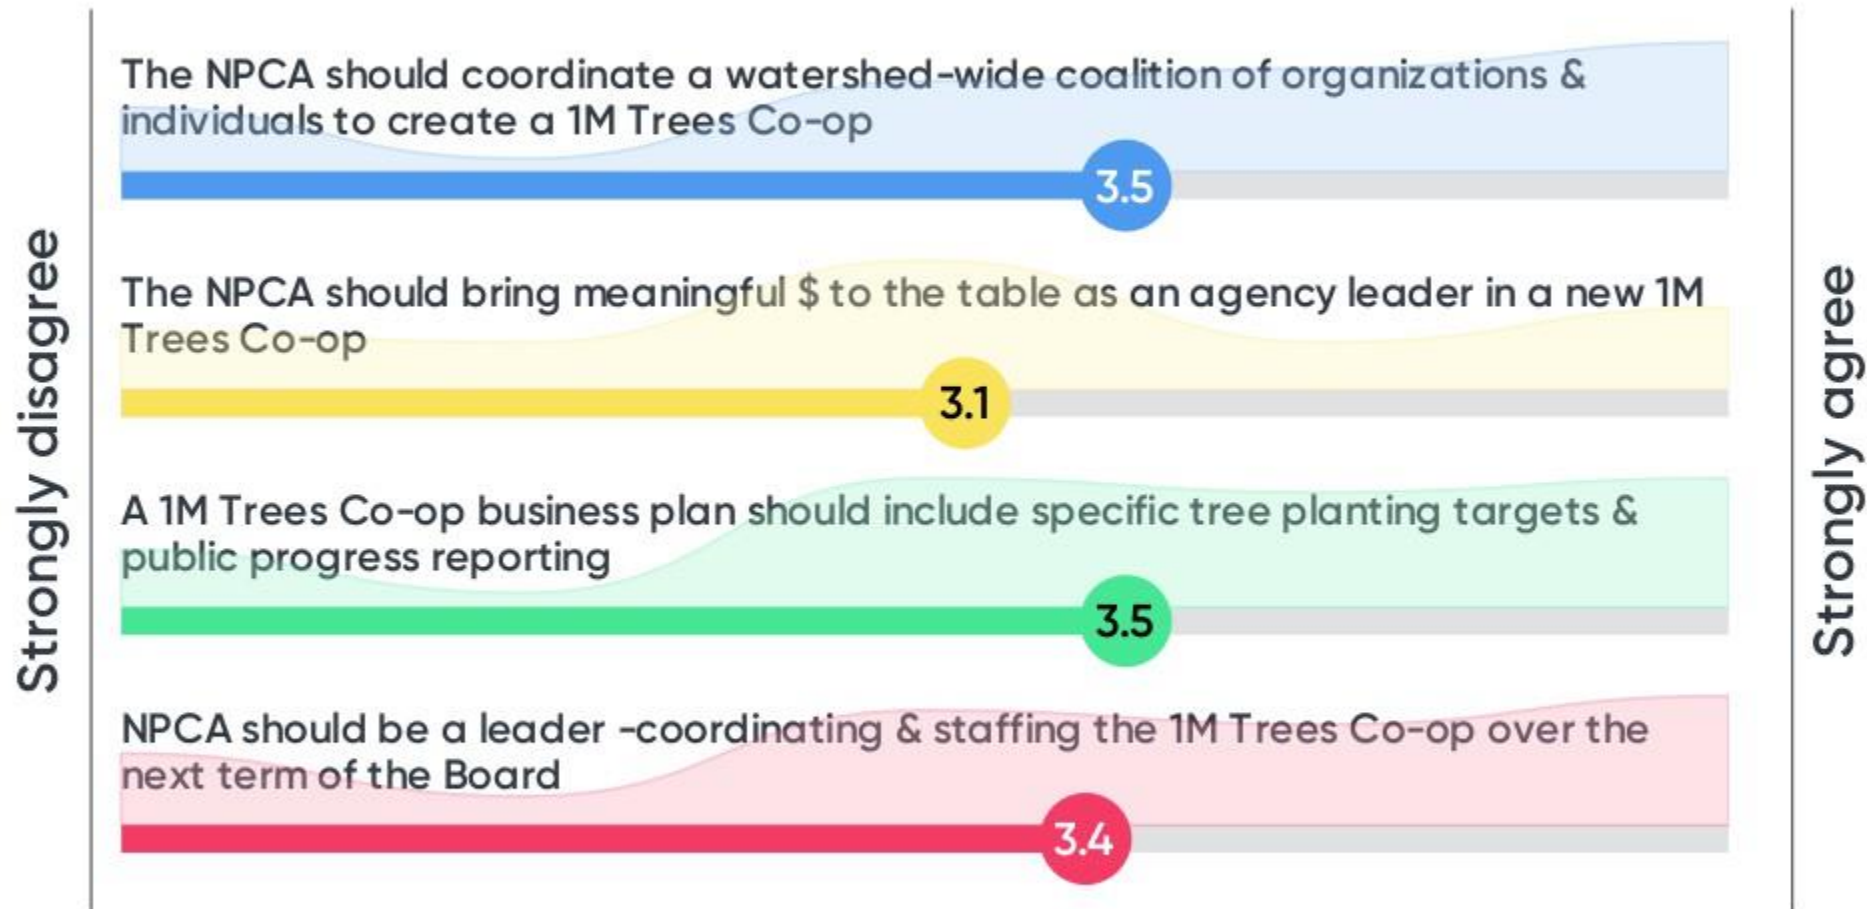 Strongly disagree
The NPCA should coordinate a watershed-wide coalition of organizations &
individuals to create a 1M Trees Co-op
3.5
The NPCA should bring meaningful $ to the table as an agency leader in a new 1M
Trees Co-op
3.1
A 1M Trees Co-op business plan should include specific tree planting targets &
public progress reporting
3.5
NPCA should be a leader -coordinating & staffing the 1M Trees Co-op over the
next term of the Board
3.4
Strongly agree